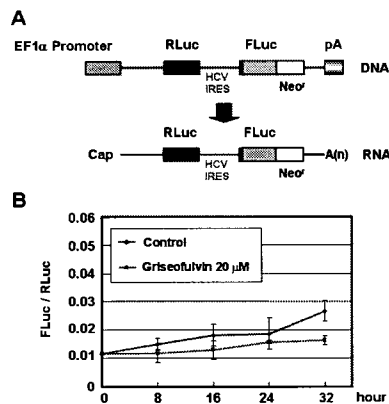 A
EF1α Promoter RLuc FLuc pA
DNA
HCV
IRES
Neoʳ
RLuc FLuc
Cap A(n) RNA
HCV
IRES
Neoʳ
B
0.06
0.05
0.04
0.03
0.02
0.01
0
FLuc / RLuc
Control
Griseofulvin 20 μM
0 8 16 24 32 hour